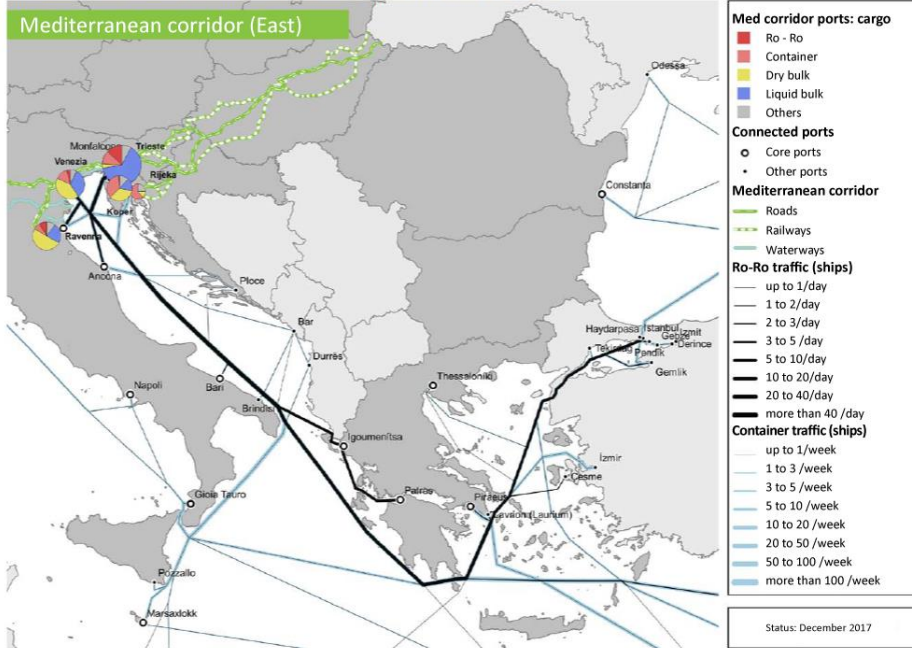 Mediterranean corridor (East)
Odessa
Monfalcone
Trieste
Venezia
Rijeka
Koper
Ravenna
Constanta
Ancona
Ploce
Bar
Haydarpasa
Istanbul
Izmit
Gebze
Derince
Tekirdag
Pendik
Gemlik
Durrës
Napoli
Bari
Thessaloniki
Brindisi
Igoumenitsa
Izmir
Çesme
Gioia Tauro
Patras
Piraeus
Lavrion (Laurium)
Pozzallo
Marsaxlokk
Med corridor ports: cargo
Ro - Ro
Container
Dry bulk
Liquid bulk
Others
Connected ports
Core ports
Other ports
Mediterranean corridor
Roads
Railways
Waterways
Ro-Ro traffic (ships)
up to 1/day
1 to 2/day
2 to 3/day
3 to 5 /day
5 to 10/day
10 to 20/day
20 to 40/day
more than 40 /day
Container traffic (ships)
up to 1/week
1 to 3 /week
3 to 5 /week
5 to 10 /week
10 to 20 /week
20 to 50 /week
50 to 100 /week
more than 100 /week
Status: December 2017